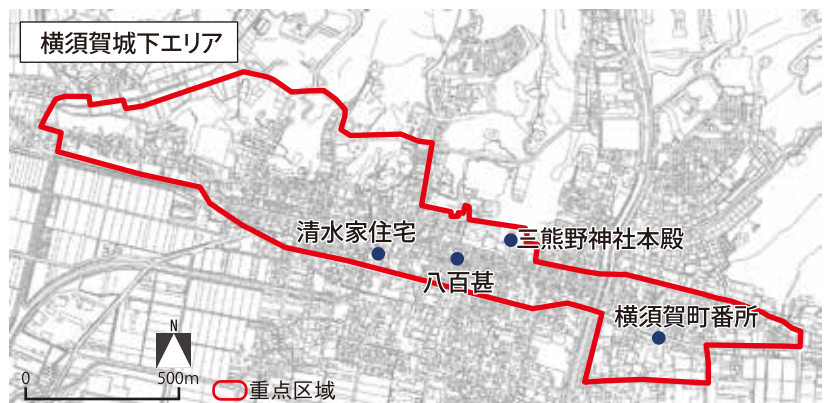 横須賀城下エリア
清水家住宅
三熊野神社本殿
八百甚
横須賀町番所
N
0 500m
重点区域